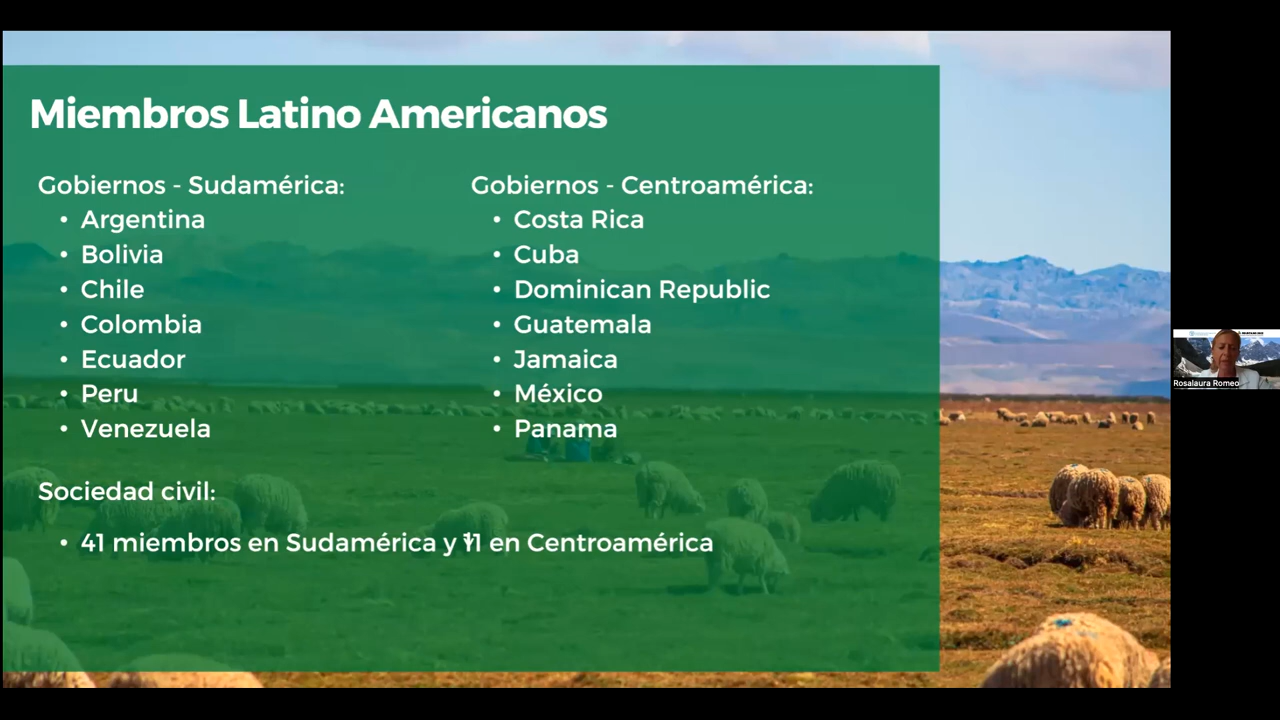 Miembros Latino Americanos
Gobiernos - Sudamérica:
• Argentina
• Bolivia
• Chile
• Colombia
• Ecuador
• Peru
• Venezuela
Gobiernos - Centroamérica:
• Costa Rica
• Cuba
• Dominican Republic
• Guatemala
• Jamaica
• México
• Panama
Sociedad civil:
• 41 miembros en Sudamérica y 11 en Centroamérica
Rosalaura Romeo